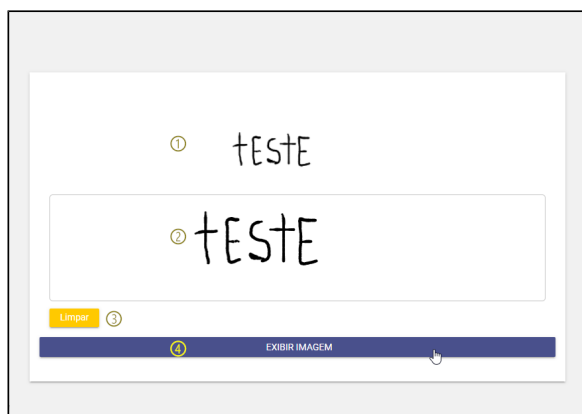 ① tEStE
② tEStE
Limpar ③
④ EXIBIR IMAGEM